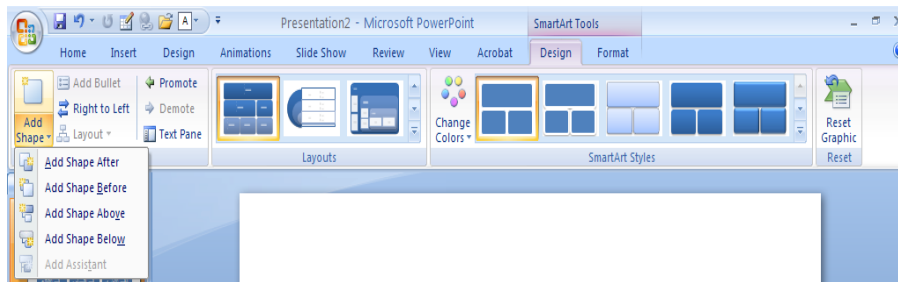 A
Presentation2 - Microsoft PowerPoint
SmartArt Tools
Home Insert Design Animations Slide Show Review View Acrobat Design Format
Add Shape
Add Bullet
Right to Left
Layout
Promote
Demote
Text Pane
Layouts
Change Colors
SmartArt Styles
Reset Graphic
Reset
Add Shape After
Add Shape Before
Add Shape Above
Add Shape Below
Add Assistant